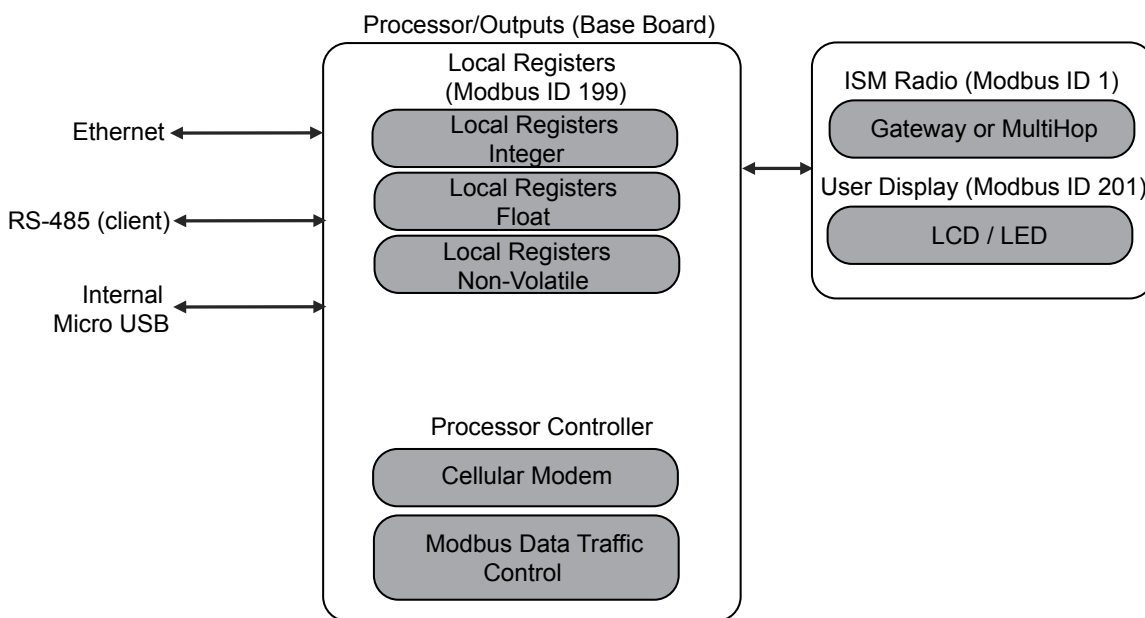 Processor/Outputs (Base Board)
Local Registers
(Modbus ID 199)
Local Registers
Integer
Local Registers
Float
Local Registers
Non-Volatile
Processor Controller
Cellular Modem
Modbus Data Traffic
Control
Ethernet
RS-485 (client)
Internal
Micro USB
ISM Radio (Modbus ID 1)
Gateway or MultiHop
User Display (Modbus ID 201)
LCD / LED